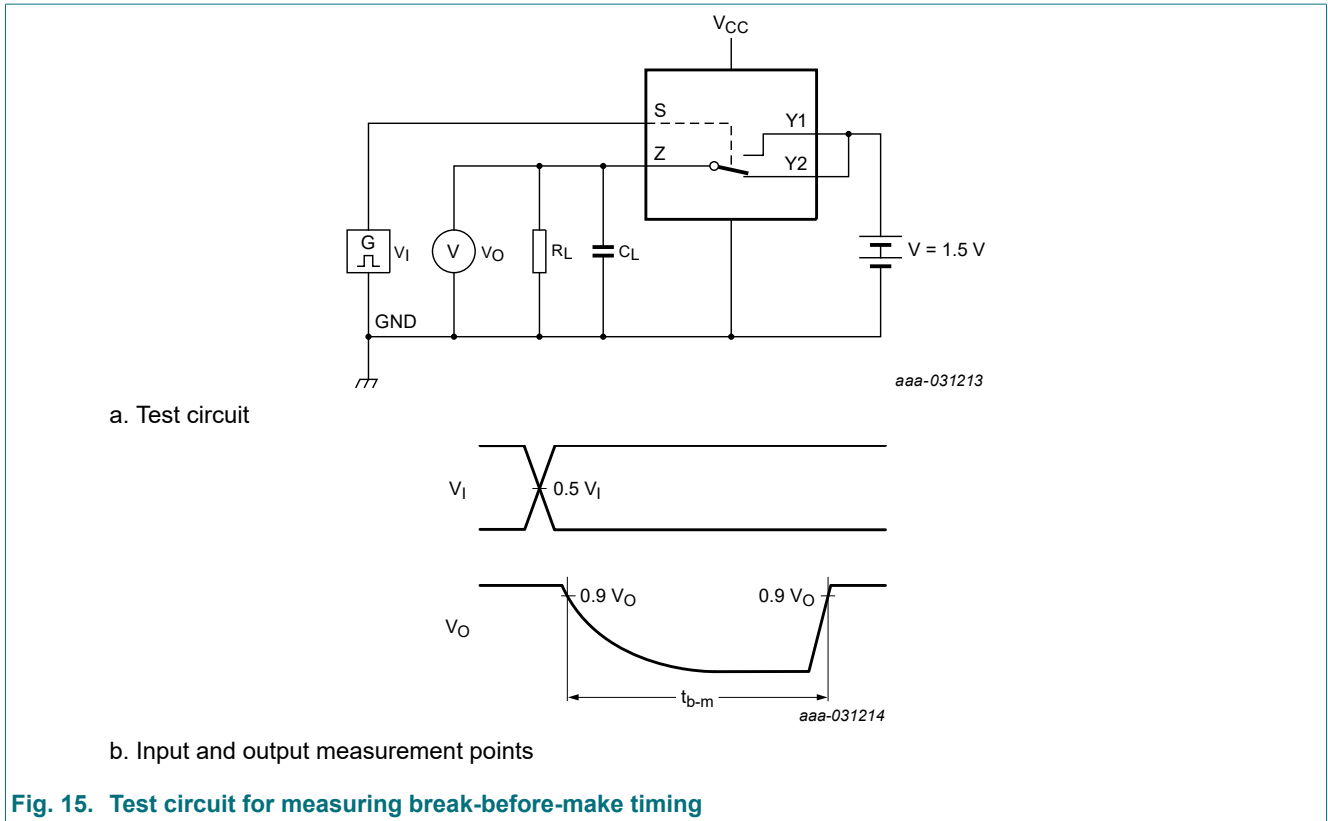 VCC
S
Y1
Z
Y2
G
VI
V
VO
RL
CL
V = 1.5 V
GND
aaa-031213
a. Test circuit
VI
0.5 VI
0.9 VO
0.9 VO
VO
tb-m
aaa-031214
b. Input and output measurement points
Fig. 15. Test circuit for measuring break-before-make timing